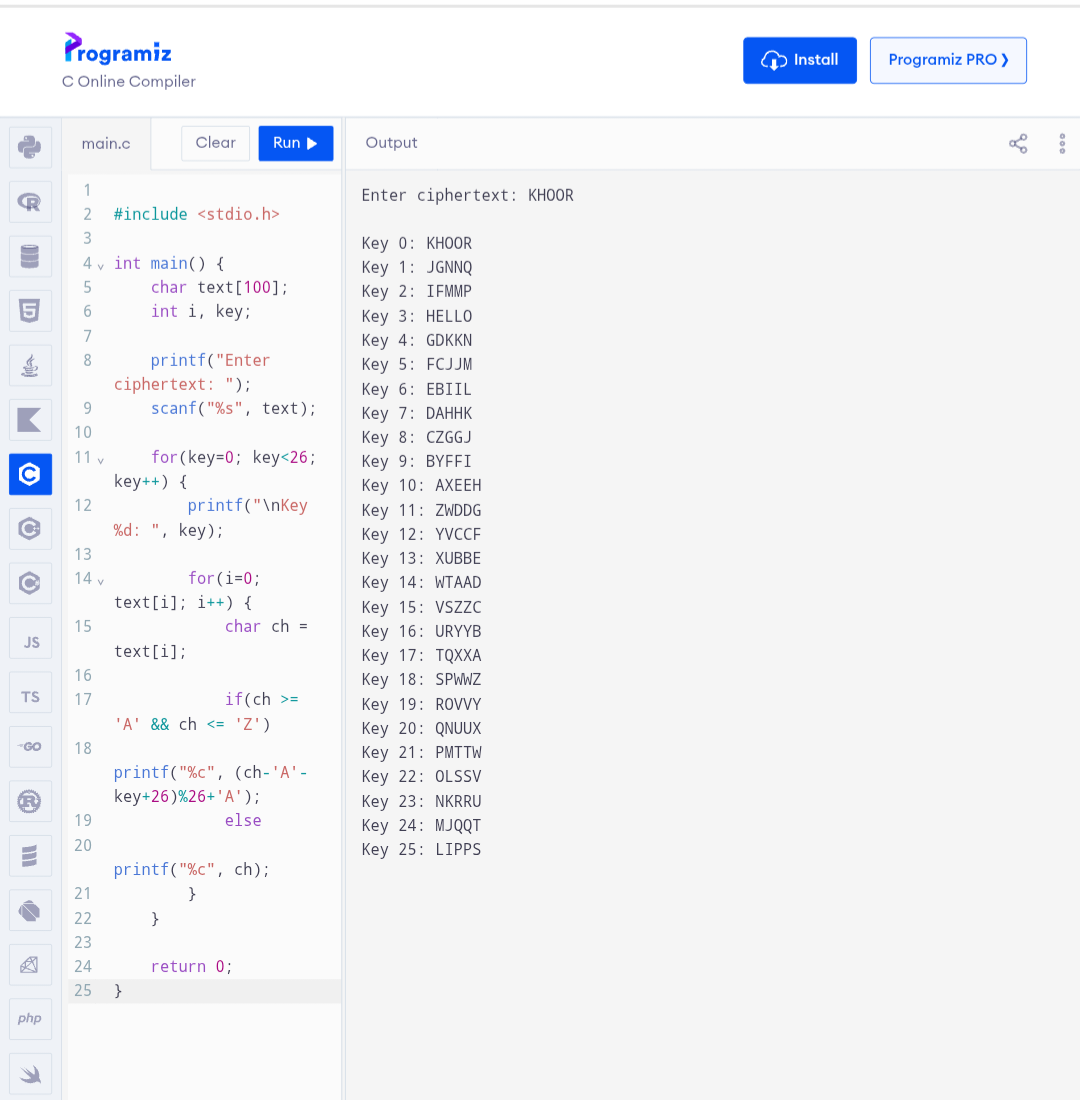 Programiz
C Online Compiler
Install
Programiz PRO ❯
main.c
Clear
Run
Output
1
2 #include <stdio.h>
3
4 int main() {
5 char text[100];
6 int i, key;
7
8 printf("Enter
ciphertext: ");
9 scanf("%s", text);
10
11 for(key=0; key<26;
key++) {
12 printf("\nKey
%d: ", key);
13
14 for(i=0;
text[i]; i++) {
15 char ch =
text[i];
16
17 if(ch >=
'A' && ch <= 'Z')
18
printf("%c", (ch-'A'-
key+26)%26+'A');
19 else
20
printf("%c", ch);
21 }
22 }
23
24 return 0;
25 }
Enter ciphertext: KHOOR
Key 0: KHOOR
Key 1: JGNNQ
Key 2: IFMMP
Key 3: HELLO
Key 4: GDKKN
Key 5: FCJJM
Key 6: EBIIL
Key 7: DAHHK
Key 8: CZGGJ
Key 9: BYFFI
Key 10: AXEEH
Key 11: ZWDDG
Key 12: YVCCF
Key 13: XUBBE
Key 14: WTAAD
Key 15: VSZZC
Key 16: URYYB
Key 17: TQXXA
Key 18: SPWWZ
Key 19: ROVVY
Key 20: QNUUX
Key 21: PMTTW
Key 22: OLSSV
Key 23: NKRRU
Key 24: MJQQT
Key 25: LIPPS
R
5
C
C
C
JS
TS
GO
R
php